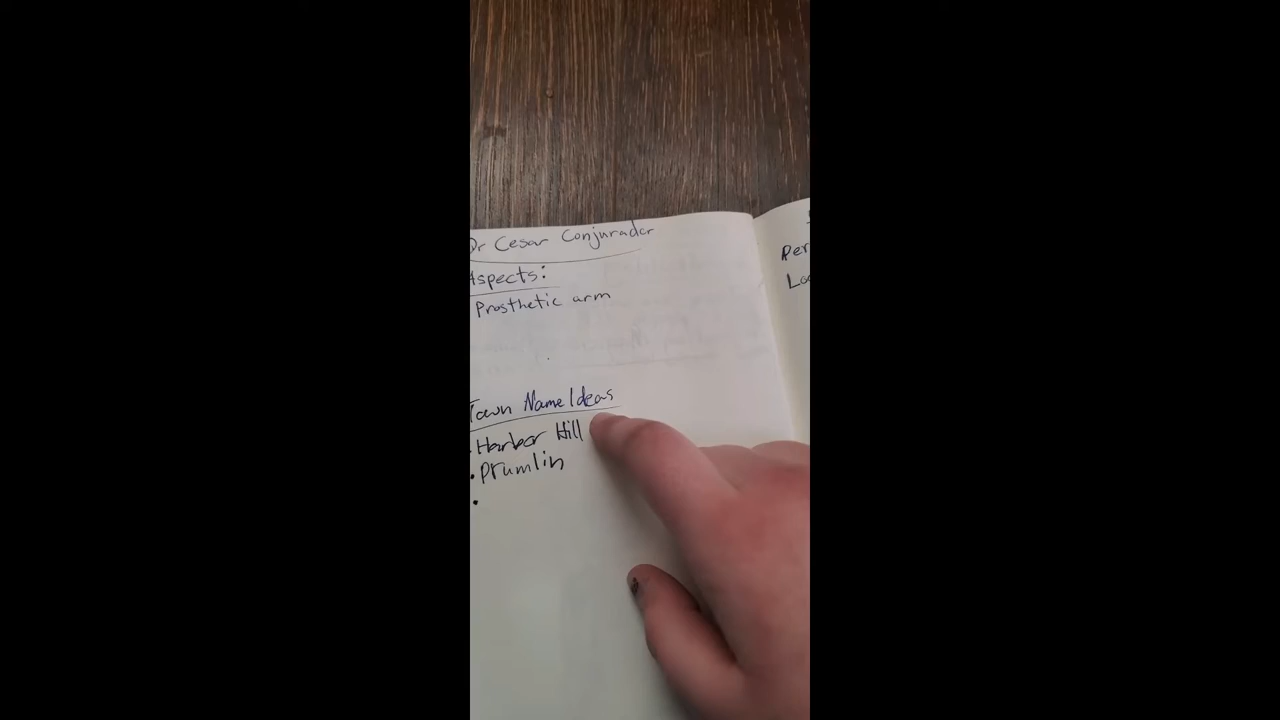 Dr Cesar Conjurador
Aspects:
Prosthetic arm
Town Name Ideas
• Harbor Hill
• Prumlin
•